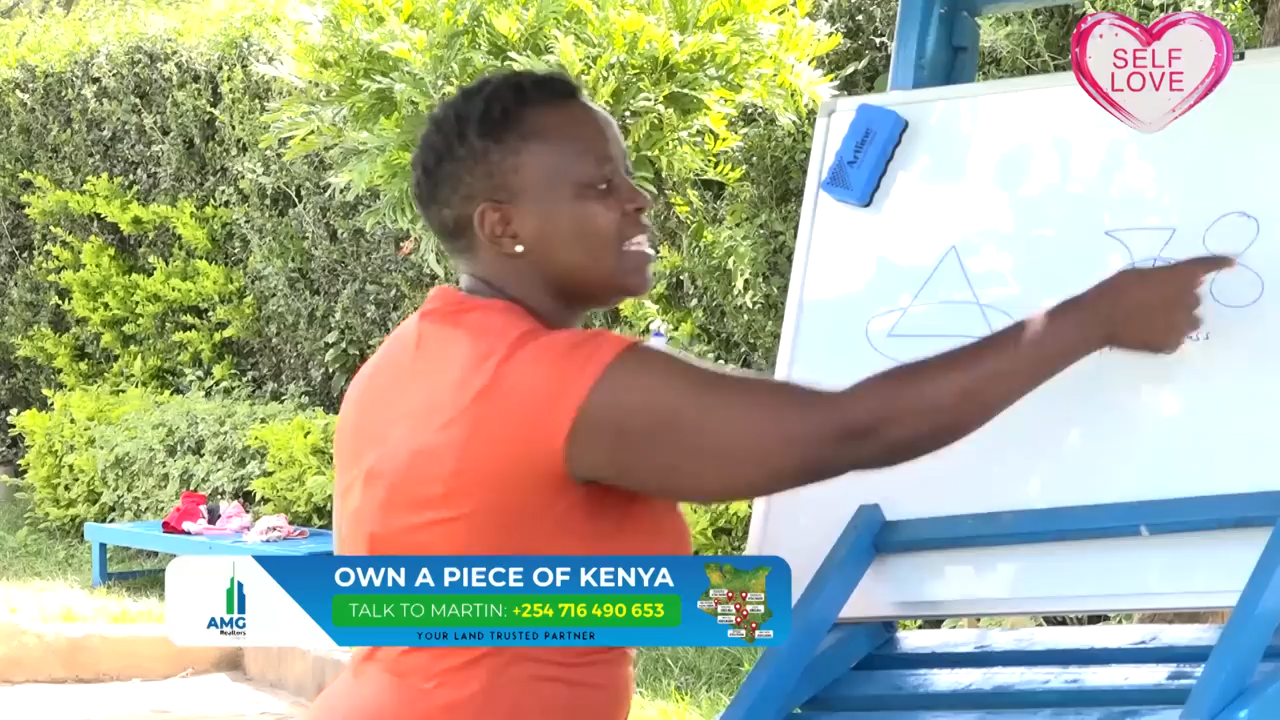 SELF
LOVE
Artline
OWN A PIECE OF KENYA
TALK TO MARTIN: +254 716 490 653
YOUR LAND TRUSTED PARTNER
AMG
Realtors